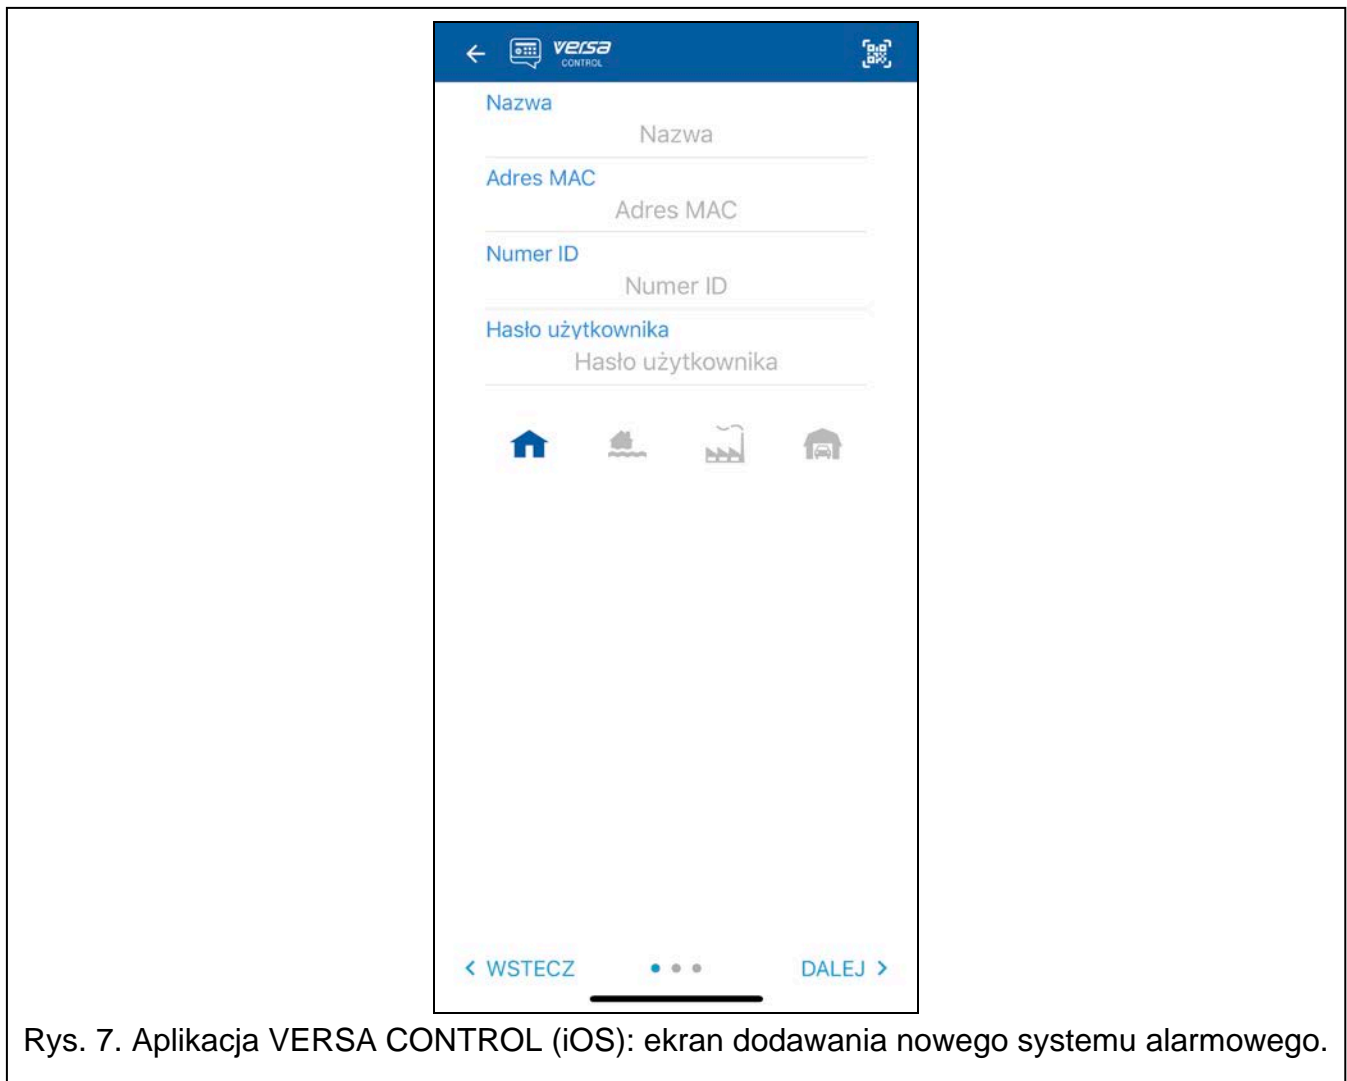 versa
CONTROL
Nazwa
Nazwa
Adres MAC
Adres MAC
Numer ID
Numer ID
Hasło użytkownika
Hasło użytkownika
WSTECZ
DALEJ
Rys. 7. Aplikacja VERSA CONTROL (iOS): ekran dodawania nowego systemu alarmowego.